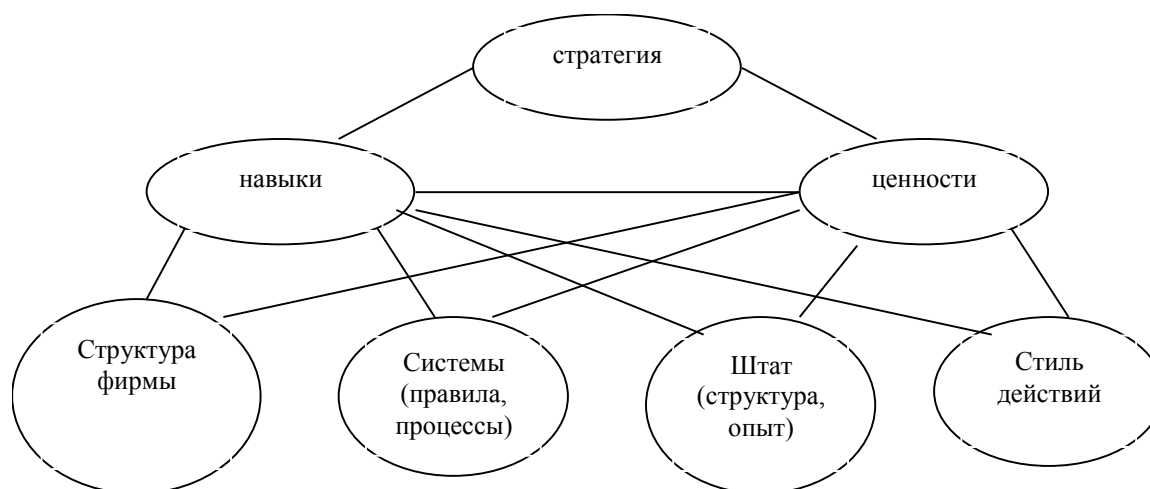 стратегия
навыки
ценности
Структура
фирмы
Системы
(правила,
процессы)
Штат
(структура,
опыт)
Стиль
действий